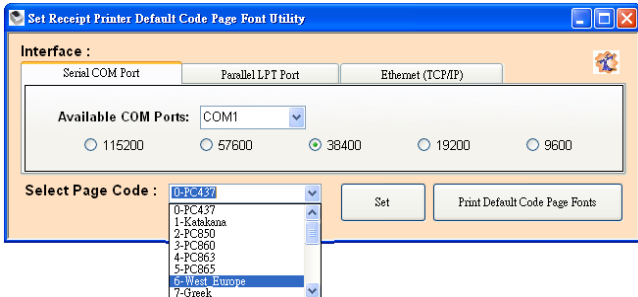 Set Receipt Printer Default Code Page Font Utility
Interface :
Serial COM Port Parallel LPT Port Ethernet (TCP/IP)
Available COM Ports: COM1
115200 57600 38400 19200 9600
Select Page Code : 0-PC437 Set Print Default Code Page Fonts
0-PC437
1-Katakana
2-PC850
3-PC860
4-PC863
5-PC865
6-West_Europe
7-Greek